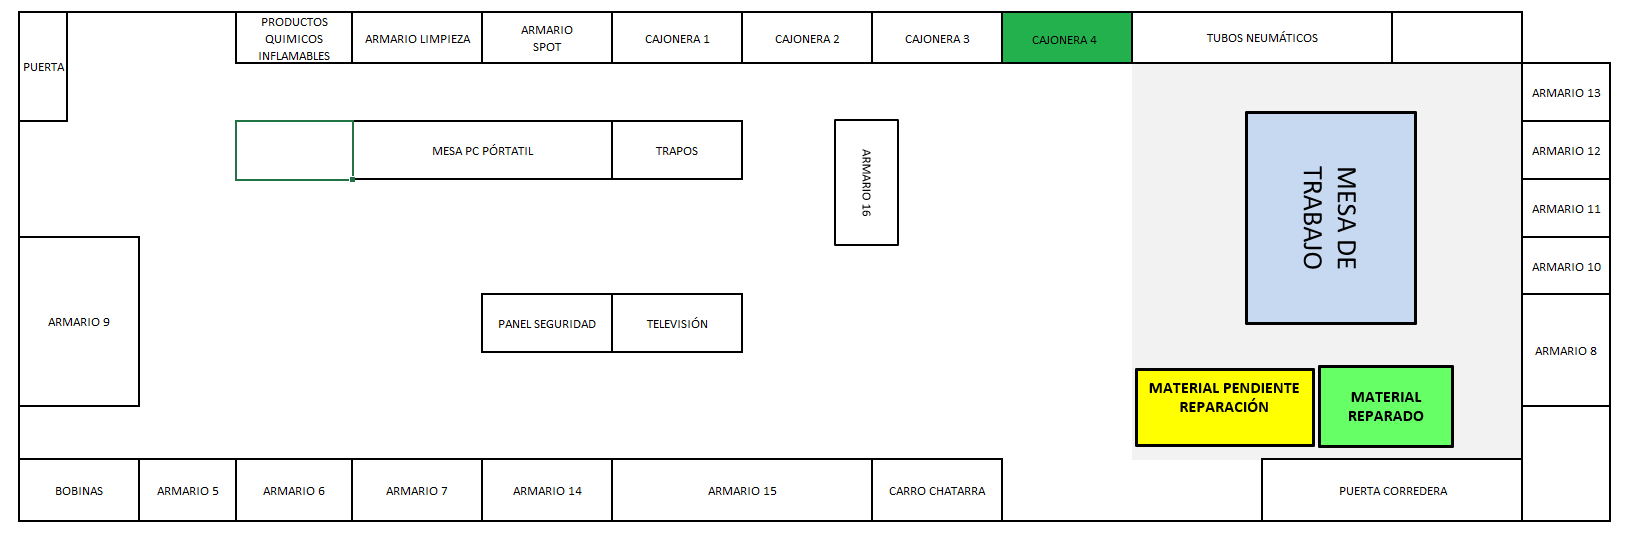 PUERTA
PRODUCTOS
QUIMICOS
INFLAMABLES
ARMARIO LIMPIEZA
ARMARIO
SPOT
CAJONERA 1
CAJONERA 2
CAJONERA 3
CAJONERA 4
TUBOS NEUMÁTICOS
ARMARIO 13
MESA PC PÓRTATIL
TRAPOS
ARMARIO 16
MESA DE
TRABAJO
ARMARIO 12
ARMARIO 11
ARMARIO 10
ARMARIO 9
PANEL SEGURIDAD
TELEVISIÓN
ARMARIO 8
MATERIAL PENDIENTE
REPARACIÓN
MATERIAL
REPARADO
BOBINAS
ARMARIO 5
ARMARIO 6
ARMARIO 7
ARMARIO 14
ARMARIO 15
CARRO CHATARRA
PUERTA CORREDERA